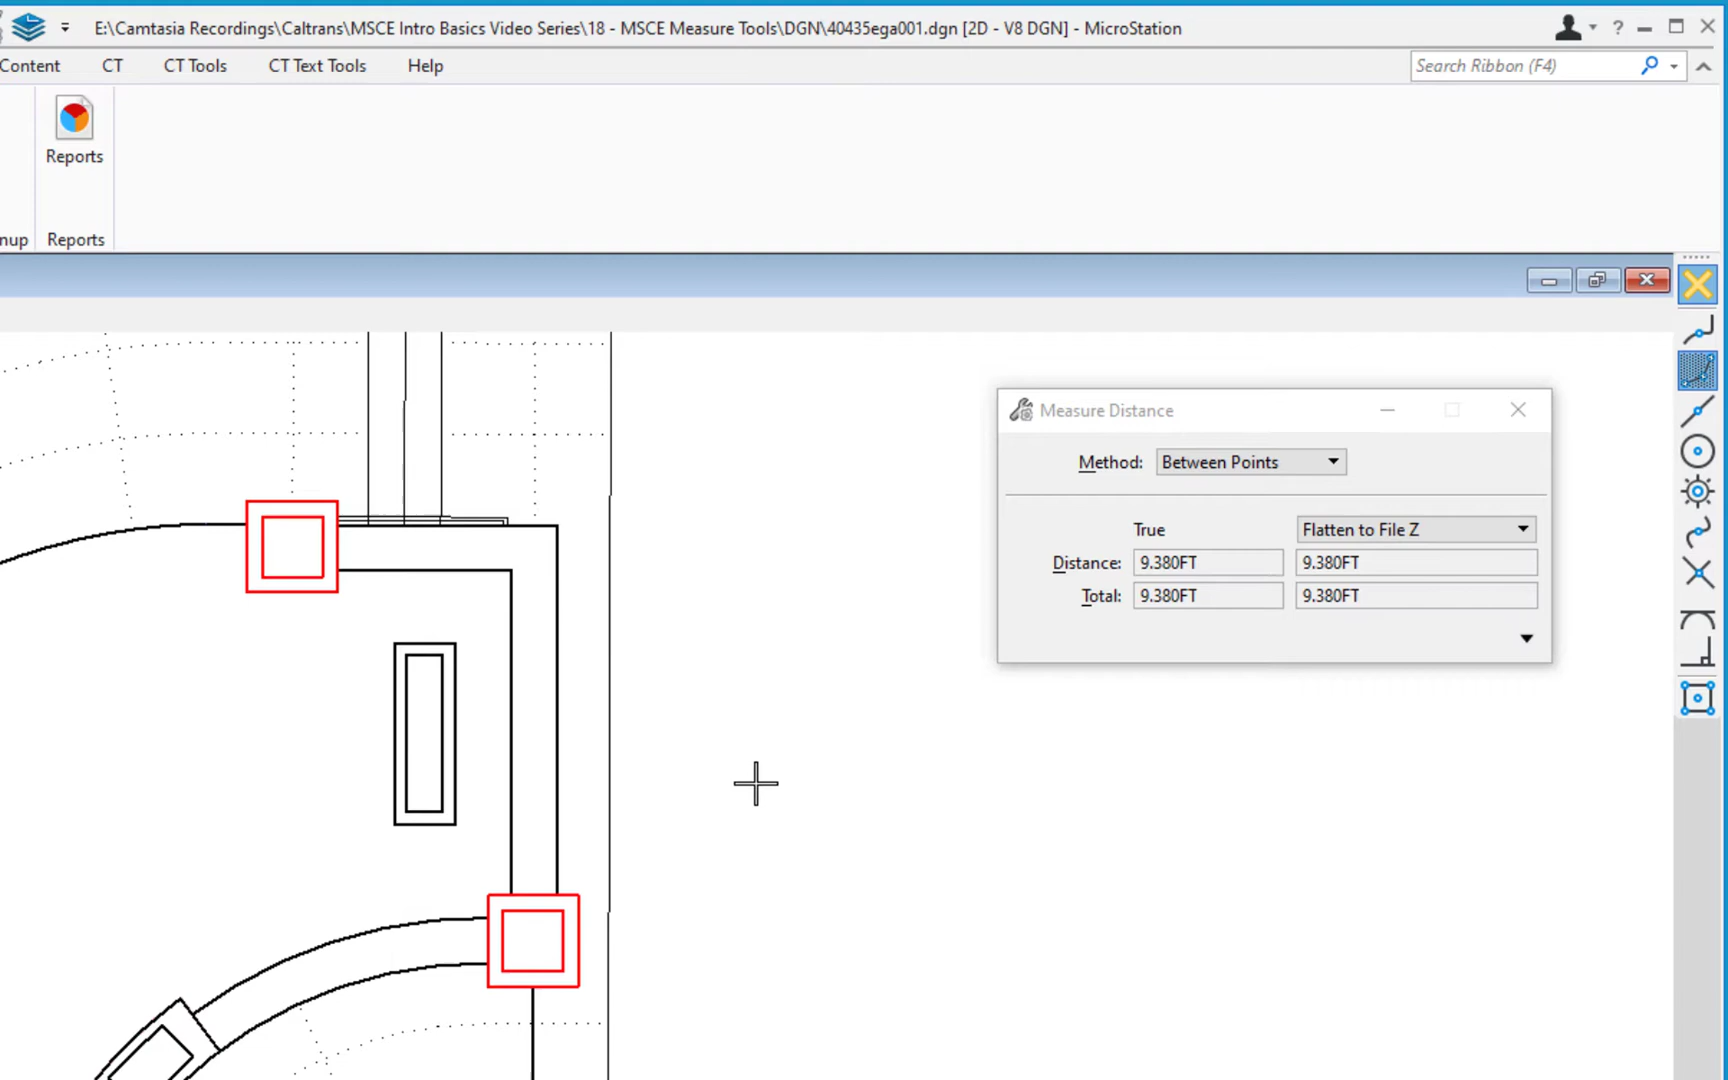 E:\Camtasia Recordings\Caltrans\MSCE Intro Basics Video Series\18 - MSCE Measure Tools\DGN\40435ega001.dgn [2D - V8 DGN] - MicroStation
Content CT CT Tools CT Text Tools Help Search Ribbon (F4)
Reports
nup Reports
Measure Distance
Method: Between Points
True Flatten to File Z
Distance: 9.380FT 9.380FT
Total: 9.380FT 9.380FT